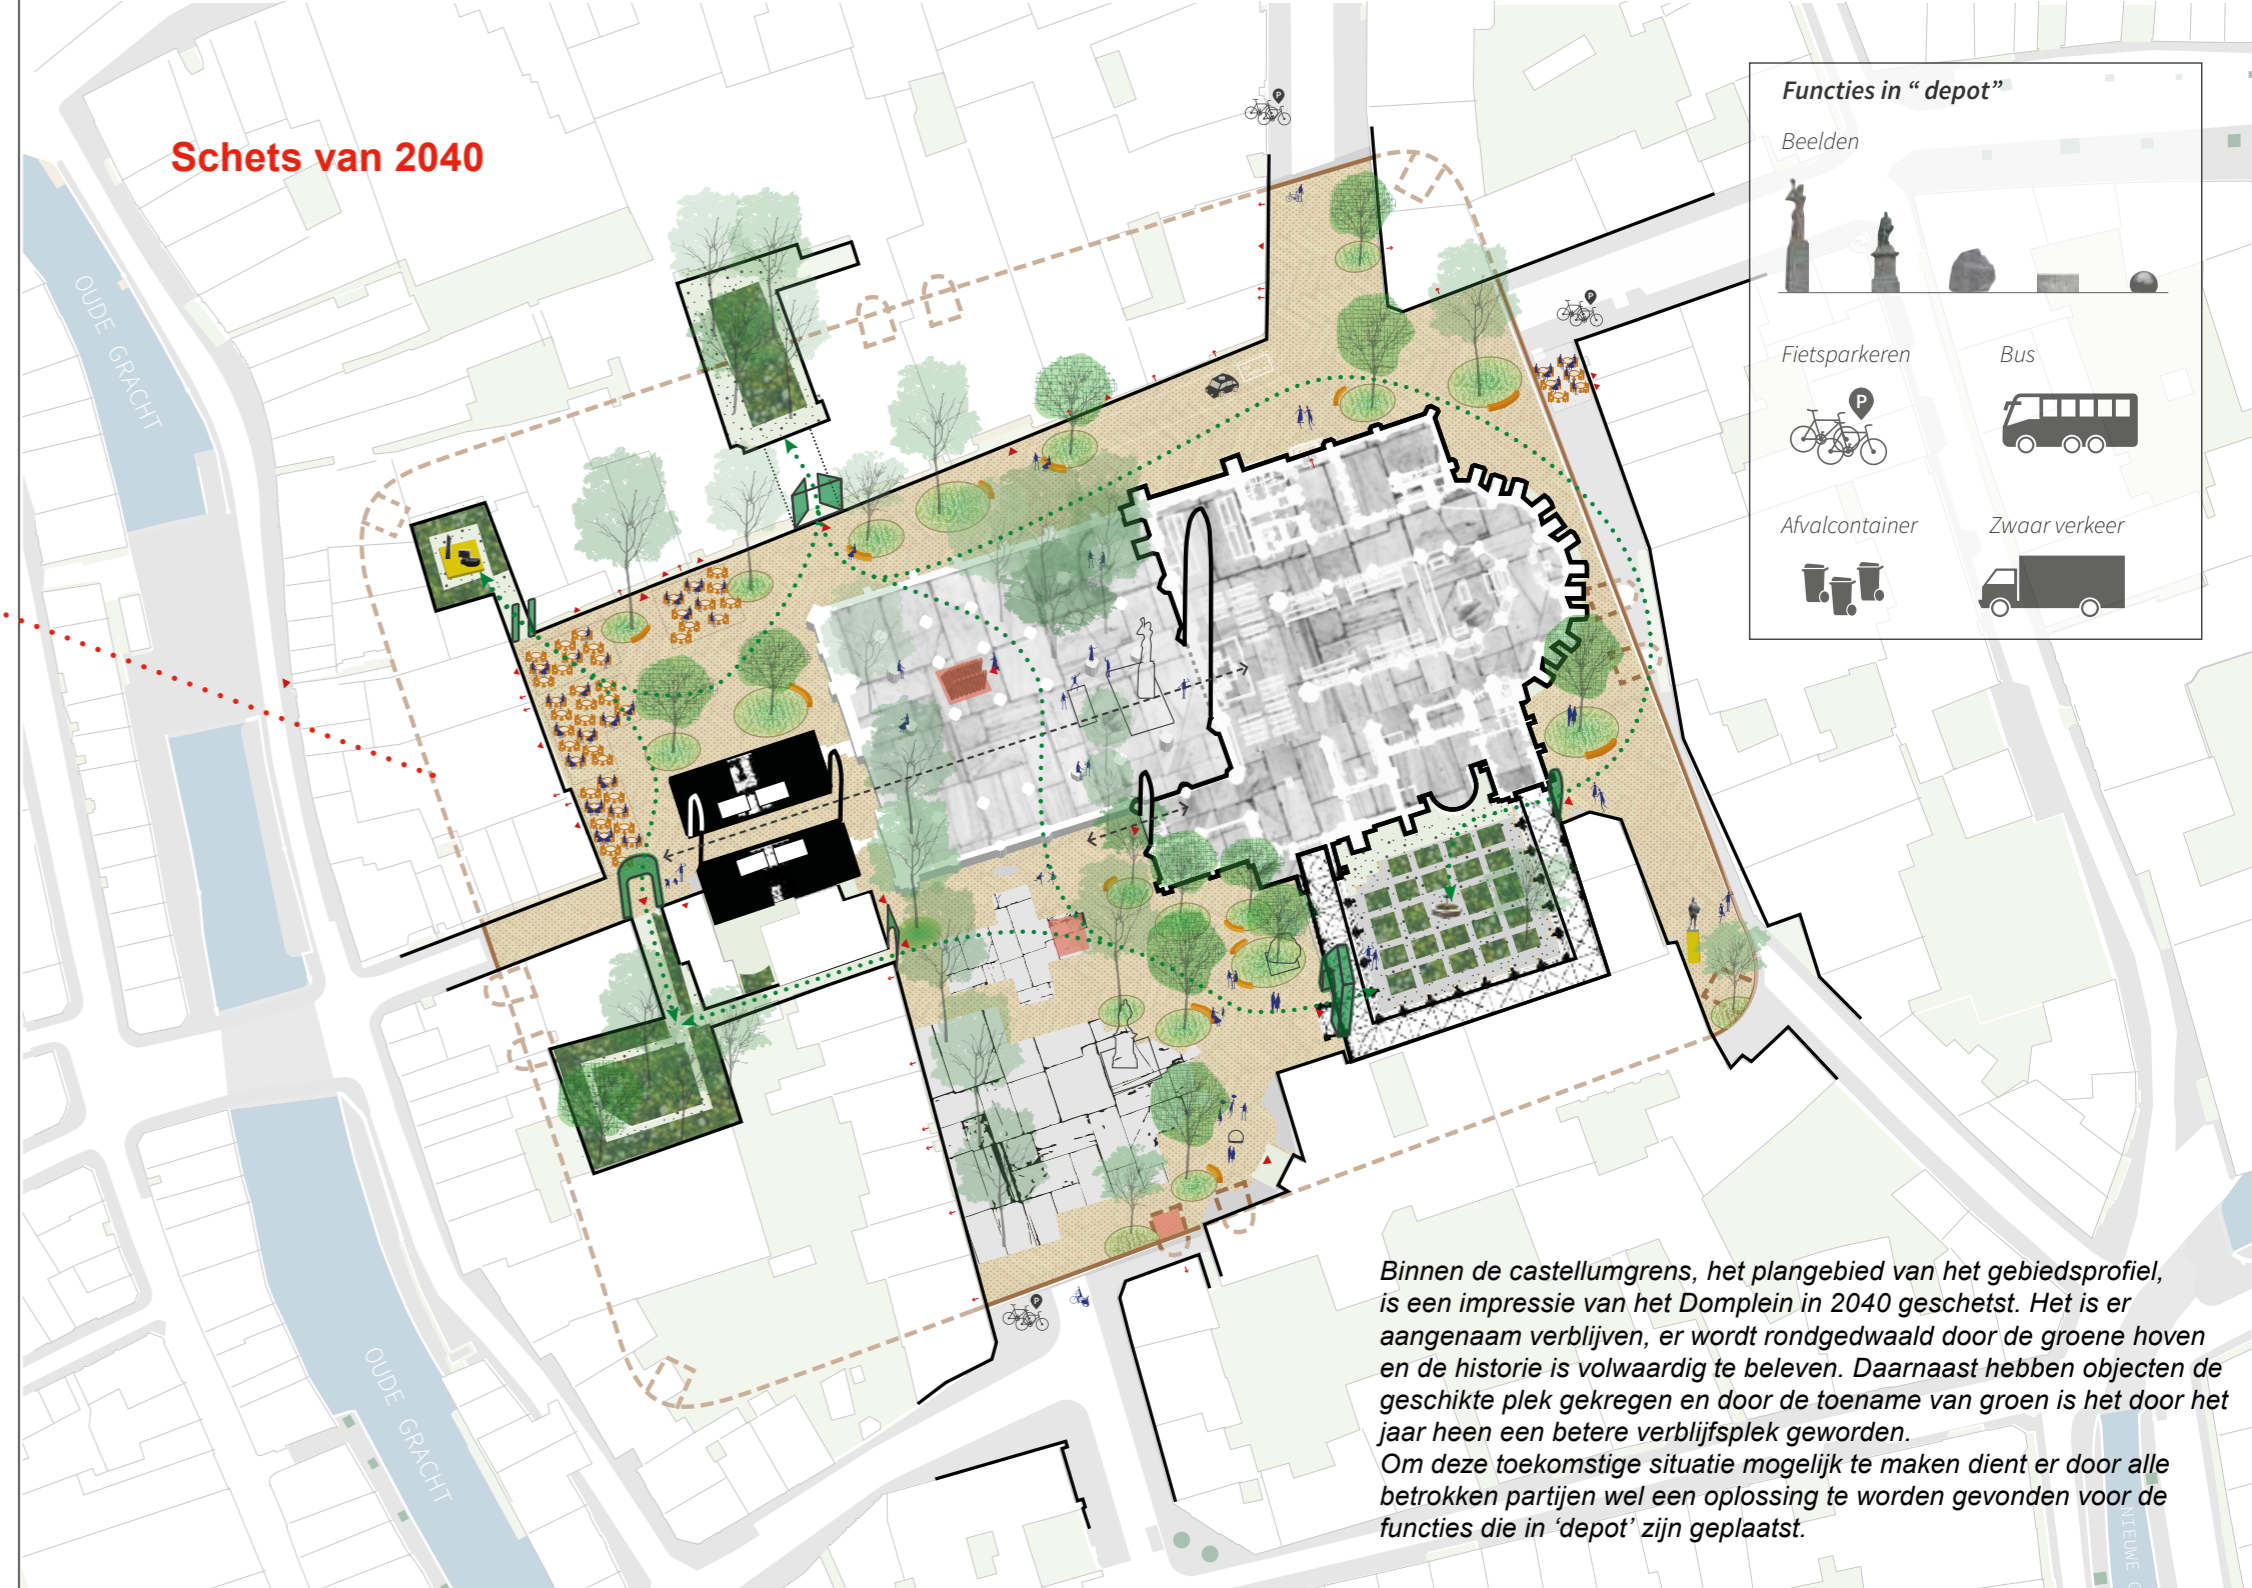 Schets van 2040
Functies in “ depot”
Beelden
Fietsparkeren
Bus
P
Afvalcontainer
Zwaar verkeer
P
P
P
OUDE GRACHT
OUDE GRACHT
Binnen de castellumgrens, het plangebied van het gebiedsprofiel,
is een impressie van het Domplein in 2040 geschetst. Het is er
aangenaam verblijven, er wordt rondgedwaald door de groene hoven
en de historie is volwaardig te beleven. Daarnaast hebben objecten de
geschikte plek gekregen en door de toename van groen is het door het
jaar heen een betere verblijfsplek geworden.
Om deze toekomstige situatie mogelijk te maken dient er door alle
betrokken partijen wel een oplossing te worden gevonden voor de
functies die in ‘depot’ zijn geplaatst.
NIEUWE G